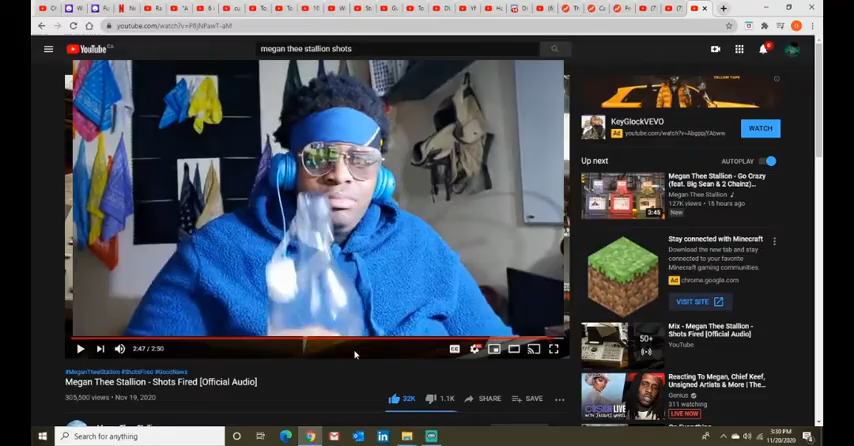 youtube.com/watch?v=P8jNPawT-aM
YouTube CA
megan thee stallion shots
YELLOW TAPE
KeyGlockVEVO
Ad youtube.com/watch?v=
WATCH
Up next
AUTOPLAY
Megan Thee Stallion - Go Crazy
(feat. Big Sean & 2 Chainz)...
Megan Thee Stallion
127K views • 15 hours ago
New
3:45
Stay connected with Minecraft
Download the new tab and stay
connected to your favorite
Minecraft gaming communities.
Ad chrome.google.com
VISIT SITE
Mix - Megan Thee Stallion -
Shots Fired [Official Audio]
YouTube
50+
Reacting To Megan, Chief Keef,
Unsigned Artists & More | The...
Genius
311 watching
LIVE NOW
2:47 / 2:50
#MeganTheeStallion #ShotsFired #GoodNews
Megan Thee Stallion - Shots Fired [Official Audio]
305,500 views • Nov 19, 2020
32K
1.1K
SHARE
SAVE
Search for anything
3:30 PM
11/20/2020